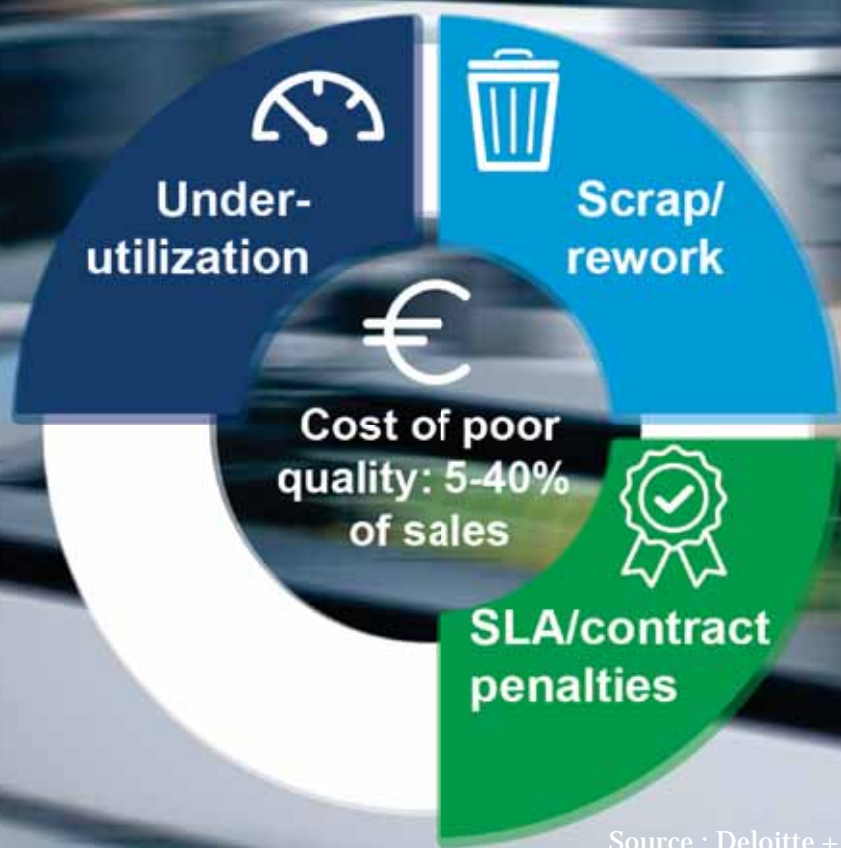 Under-
utilization
Scrap/
rework
€
Cost of poor
quality: 5-40%
of sales
SLA/contract
penalties
Source : Deloitte +